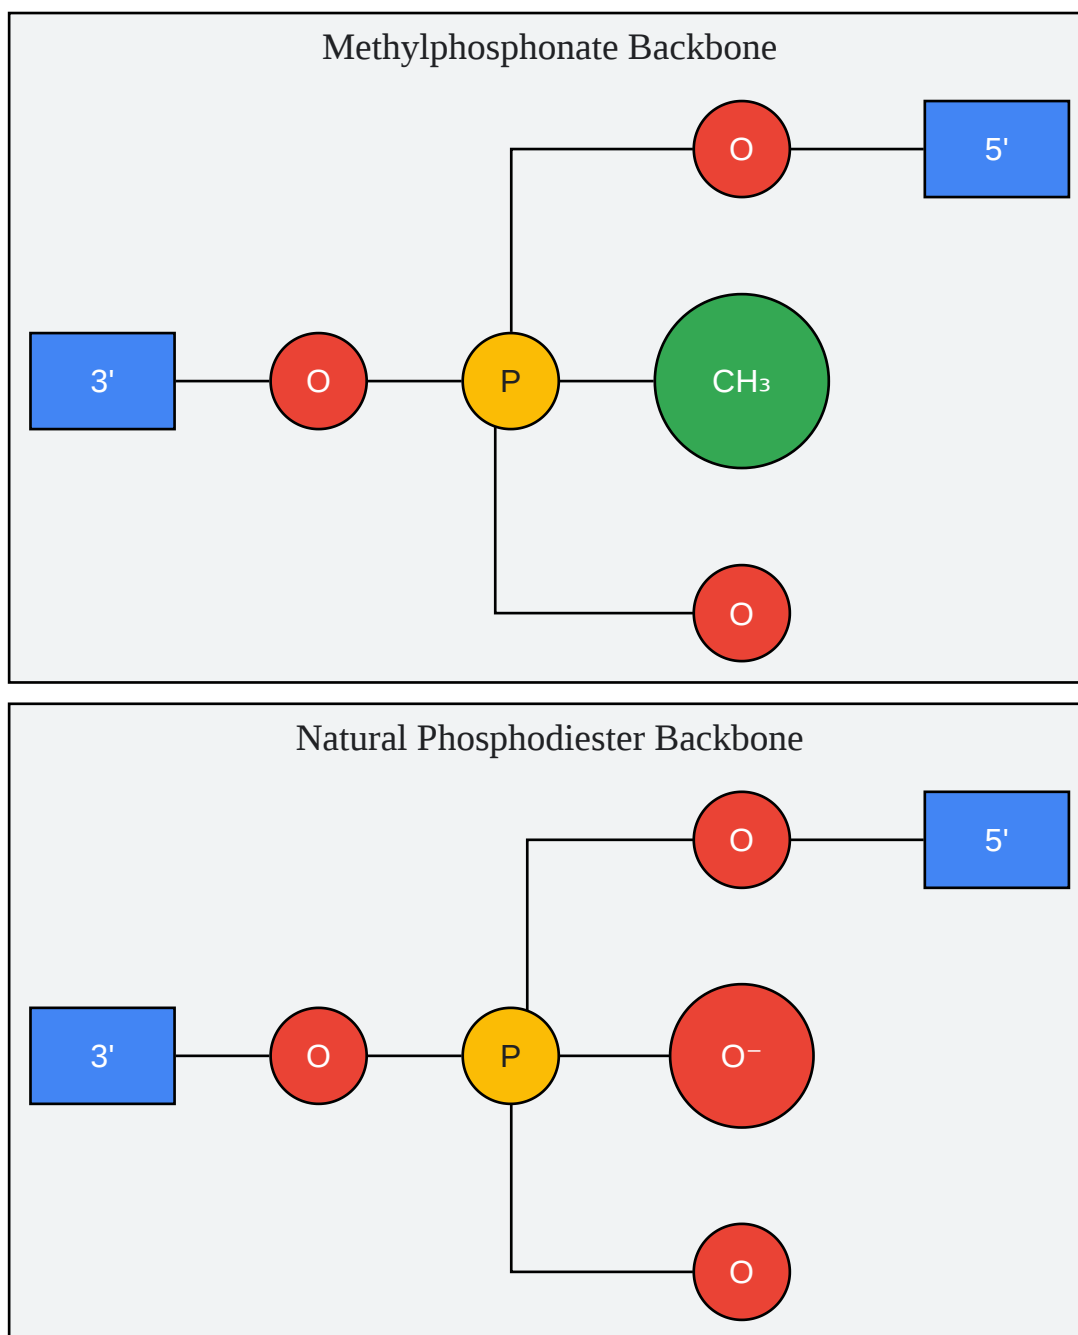 Methylphosphonate Backbone
O 5'
3' O P CH₃
O
Natural Phosphodiester Backbone
O 5'
3' O P O⁻
O